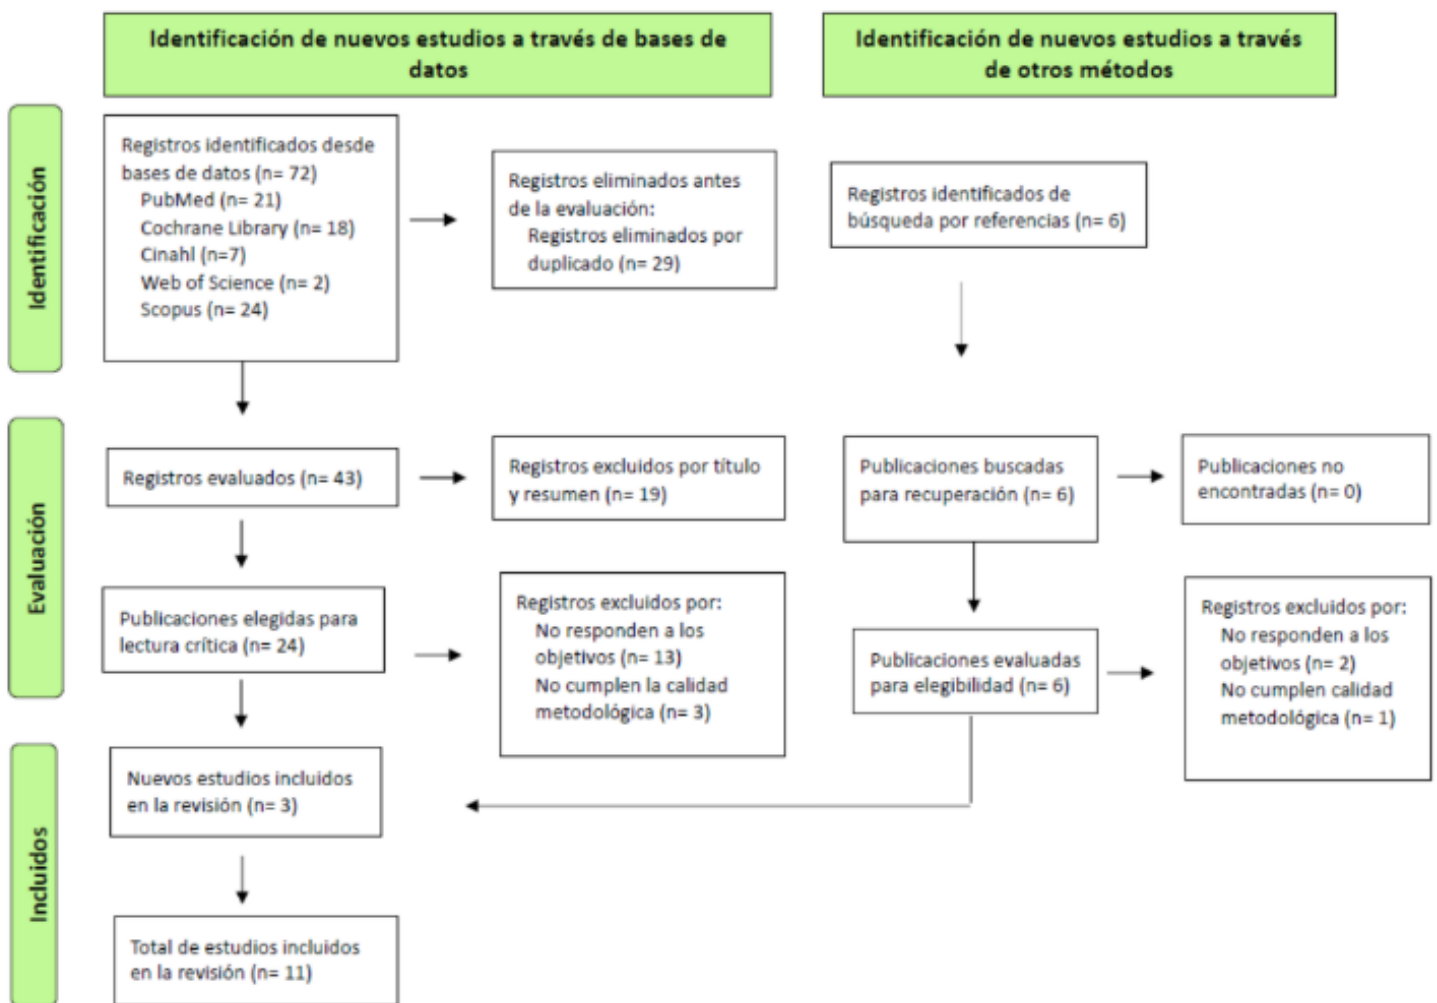 Identificación de nuevos estudios a través de bases de
datos
Identificación de nuevos estudios a través
de otros métodos
Identificación
Registros identificados desde
bases de datos (n= 72)
PubMed (n= 21)
Cochrane Library (n= 18)
Cinahl (n=7)
Web of Science (n= 2)
Scopus (n= 24)
Registros eliminados antes
de la evaluación:
Registros eliminados por
duplicado (n= 29)
Registros identificados de
búsqueda por referencias (n= 6)
Evaluación
Registros evaluados (n= 43)
Registros excluidos por título
y resumen (n= 19)
Publicaciones buscadas
para recuperación (n= 6)
Publicaciones no
encontradas (n= 0)
Publicaciones elegidas para
lectura crítica (n= 24)
Registros excluidos por:
No responden a los
objetivos (n= 13)
No cumplen la calidad
metodológica (n= 3)
Publicaciones evaluadas
para elegibilidad (n= 6)
Registros excluidos por:
No responden a los
objetivos (n= 2)
No cumplen calidad
metodológica (n= 1)
Incluidos
Nuevos estudios incluidos
en la revisión (n= 3)
Total de estudios incluidos
en la revisión (n= 11)